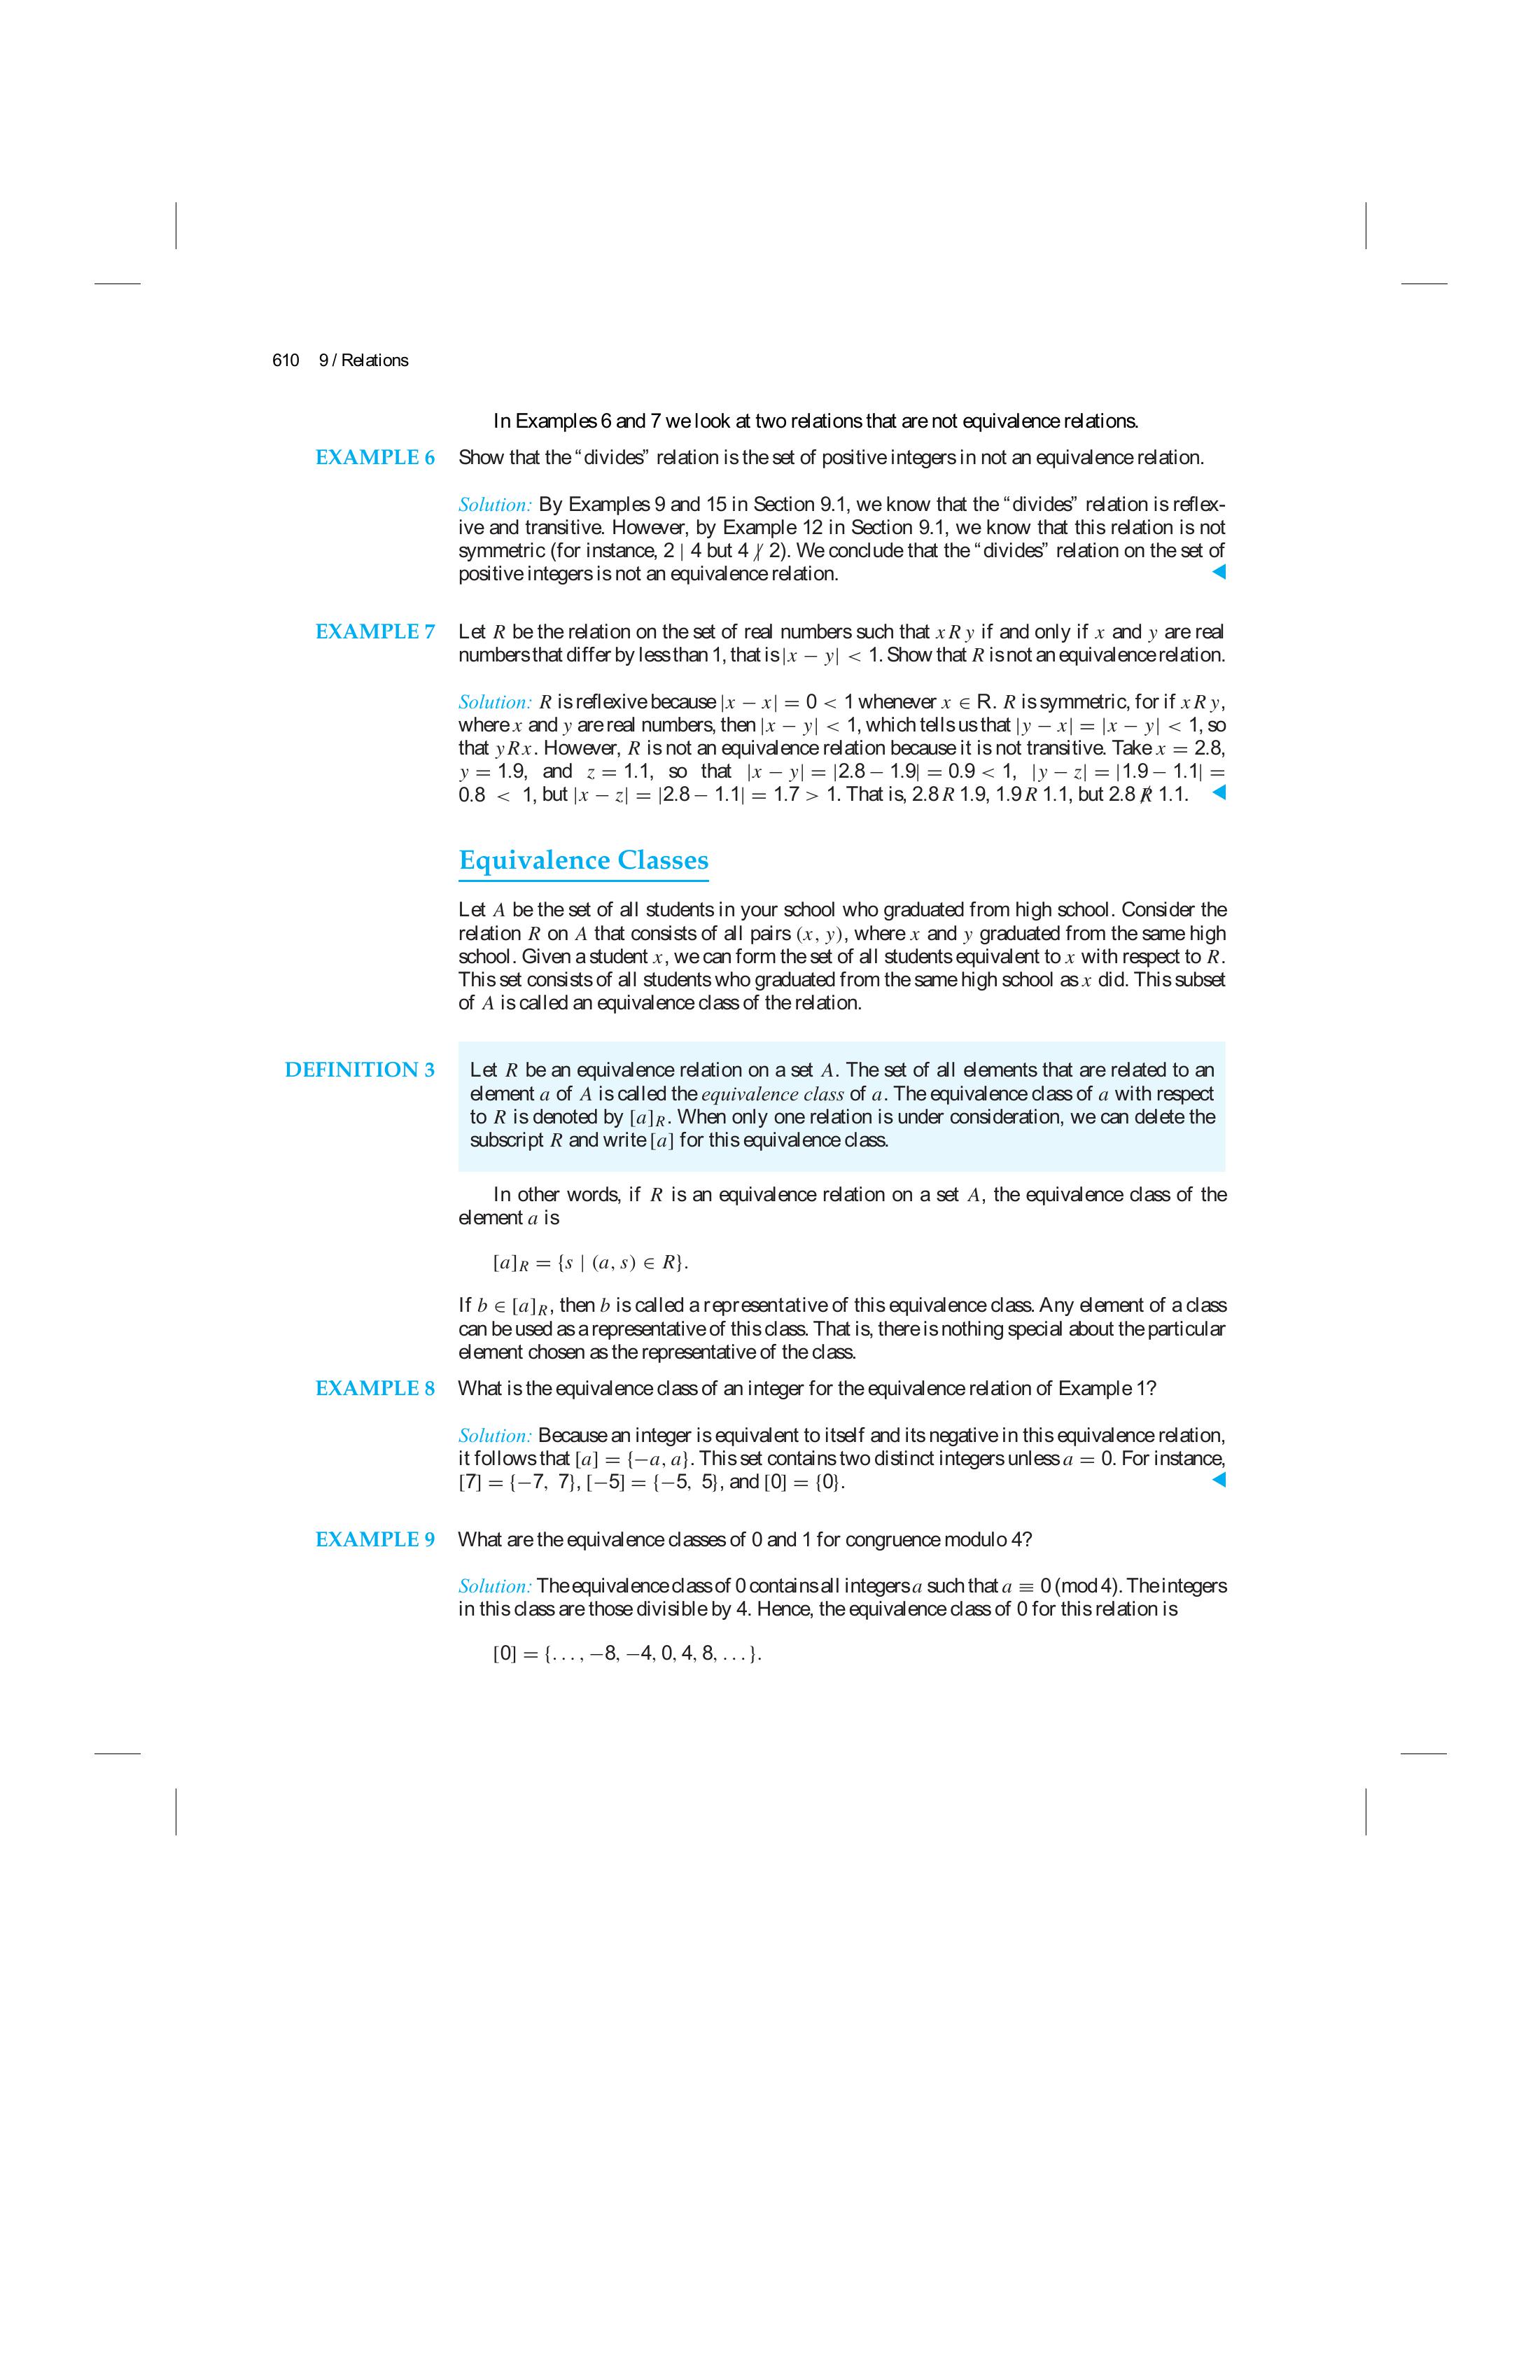 610 9 / Relations
In Examples 6 and 7 we look at two relations that are not equivalence relations.
EXAMPLE 6 Show that the “divides” relation is the set of positive integers in not an equivalence relation.
Solution: By Examples 9 and 15 in Section 9.1, we know that the “divides” relation is reflex-
ive and transitive. However, by Example 12 in Section 9.1, we know that this relation is not
symmetric (for instance, 2 | 4 but 4 ∤ 2). We conclude that the “divides” relation on the set of
positive integers is not an equivalence relation.
EXAMPLE 7 Let R be the relation on the set of real numbers such that x R y if and only if x and y are real
numbers that differ by less than 1, that is |x − y| < 1. Show that R is not an equivalence relation.
Solution: R is reflexive because |x − x| = 0 < 1 whenever x ∈ R. R is symmetric, for if x R y,
where x and y are real numbers, then |x − y| < 1, which tells us that |y − x| = |x − y| < 1, so
that y R x. However, R is not an equivalence relation because it is not transitive. Take x = 2.8,
y = 1.9, and z = 1.1, so that |x − y| = |2.8 − 1.9| = 0.9 < 1, |y − z| = |1.9 − 1.1| =
0.8 < 1, but |x − z| = |2.8 − 1.1| = 1.7 > 1. That is, 2.8 R 1.9, 1.9 R 1.1, but 2.8 R̸ 1.1.
Equivalence Classes
Let A be the set of all students in your school who graduated from high school. Consider the
relation R on A that consists of all pairs (x, y), where x and y graduated from the same high
school. Given a student x, we can form the set of all students equivalent to x with respect to R.
This set consists of all students who graduated from the same high school as x did. This subset
of A is called an equivalence class of the relation.
DEFINITION 3 Let R be an equivalence relation on a set A. The set of all elements that are related to an
element a of A is called the equivalence class of a. The equivalence class of a with respect
to R is denoted by [a]R. When only one relation is under consideration, we can delete the
subscript R and write [a] for this equivalence class.
In other words, if R is an equivalence relation on a set A, the equivalence class of the
element a is
[a]R = {s | (a, s) ∈ R}.
If b ∈ [a]R, then b is called a representative of this equivalence class. Any element of a class
can be used as a representative of this class. That is, there is nothing special about the particular
element chosen as the representative of the class.
EXAMPLE 8 What is the equivalence class of an integer for the equivalence relation of Example 1?
Solution: Because an integer is equivalent to itself and its negative in this equivalence relation,
it follows that [a] = {−a, a}. This set contains two distinct integers unless a = 0. For instance,
[7] = {−7, 7}, [−5] = {−5, 5}, and [0] = {0}.
EXAMPLE 9 What are the equivalence classes of 0 and 1 for congruence modulo 4?
Solution: The equivalence class of 0 contains all integers a such that a ≡ 0 (mod 4). The integers
in this class are those divisible by 4. Hence, the equivalence class of 0 for this relation is
[0] = {. . . , −8, −4, 0, 4, 8, . . . }.